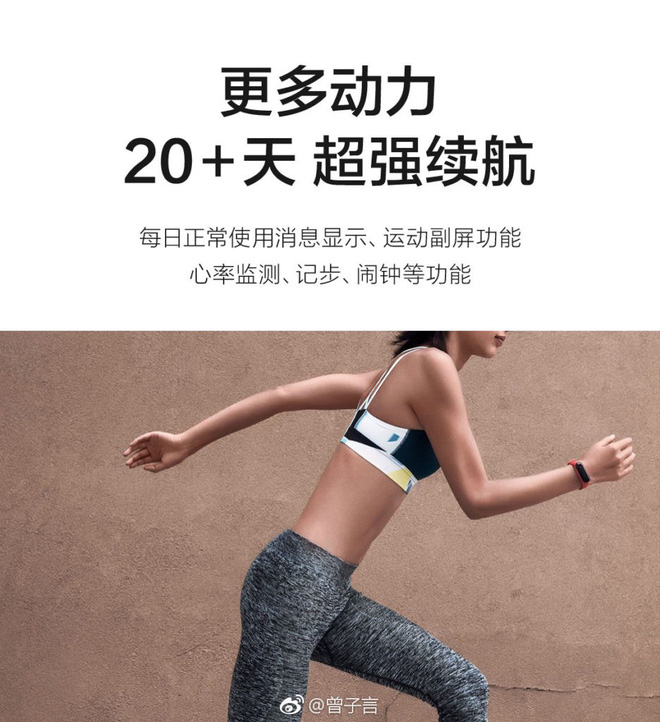 更多动力
20+天 超强续航
每日正常使用消息显示、运动副屏功能
心率监测、记步、闹钟等功能
@曾子言